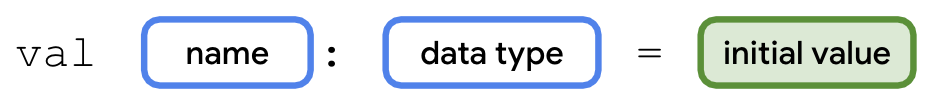 val name : data type = initial value